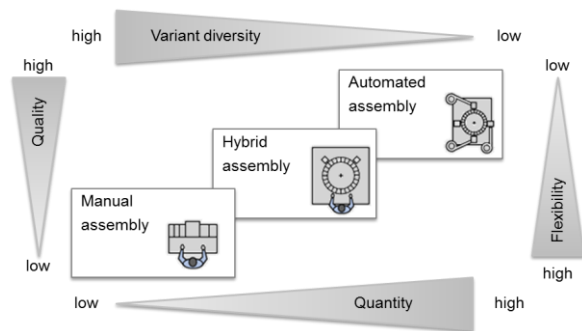 high
Variant diversity
low
high
low
Automated
assembly
Quality
Hybrid
assembly
Manual
assembly
Flexibility
low
high
low
Quantity
high